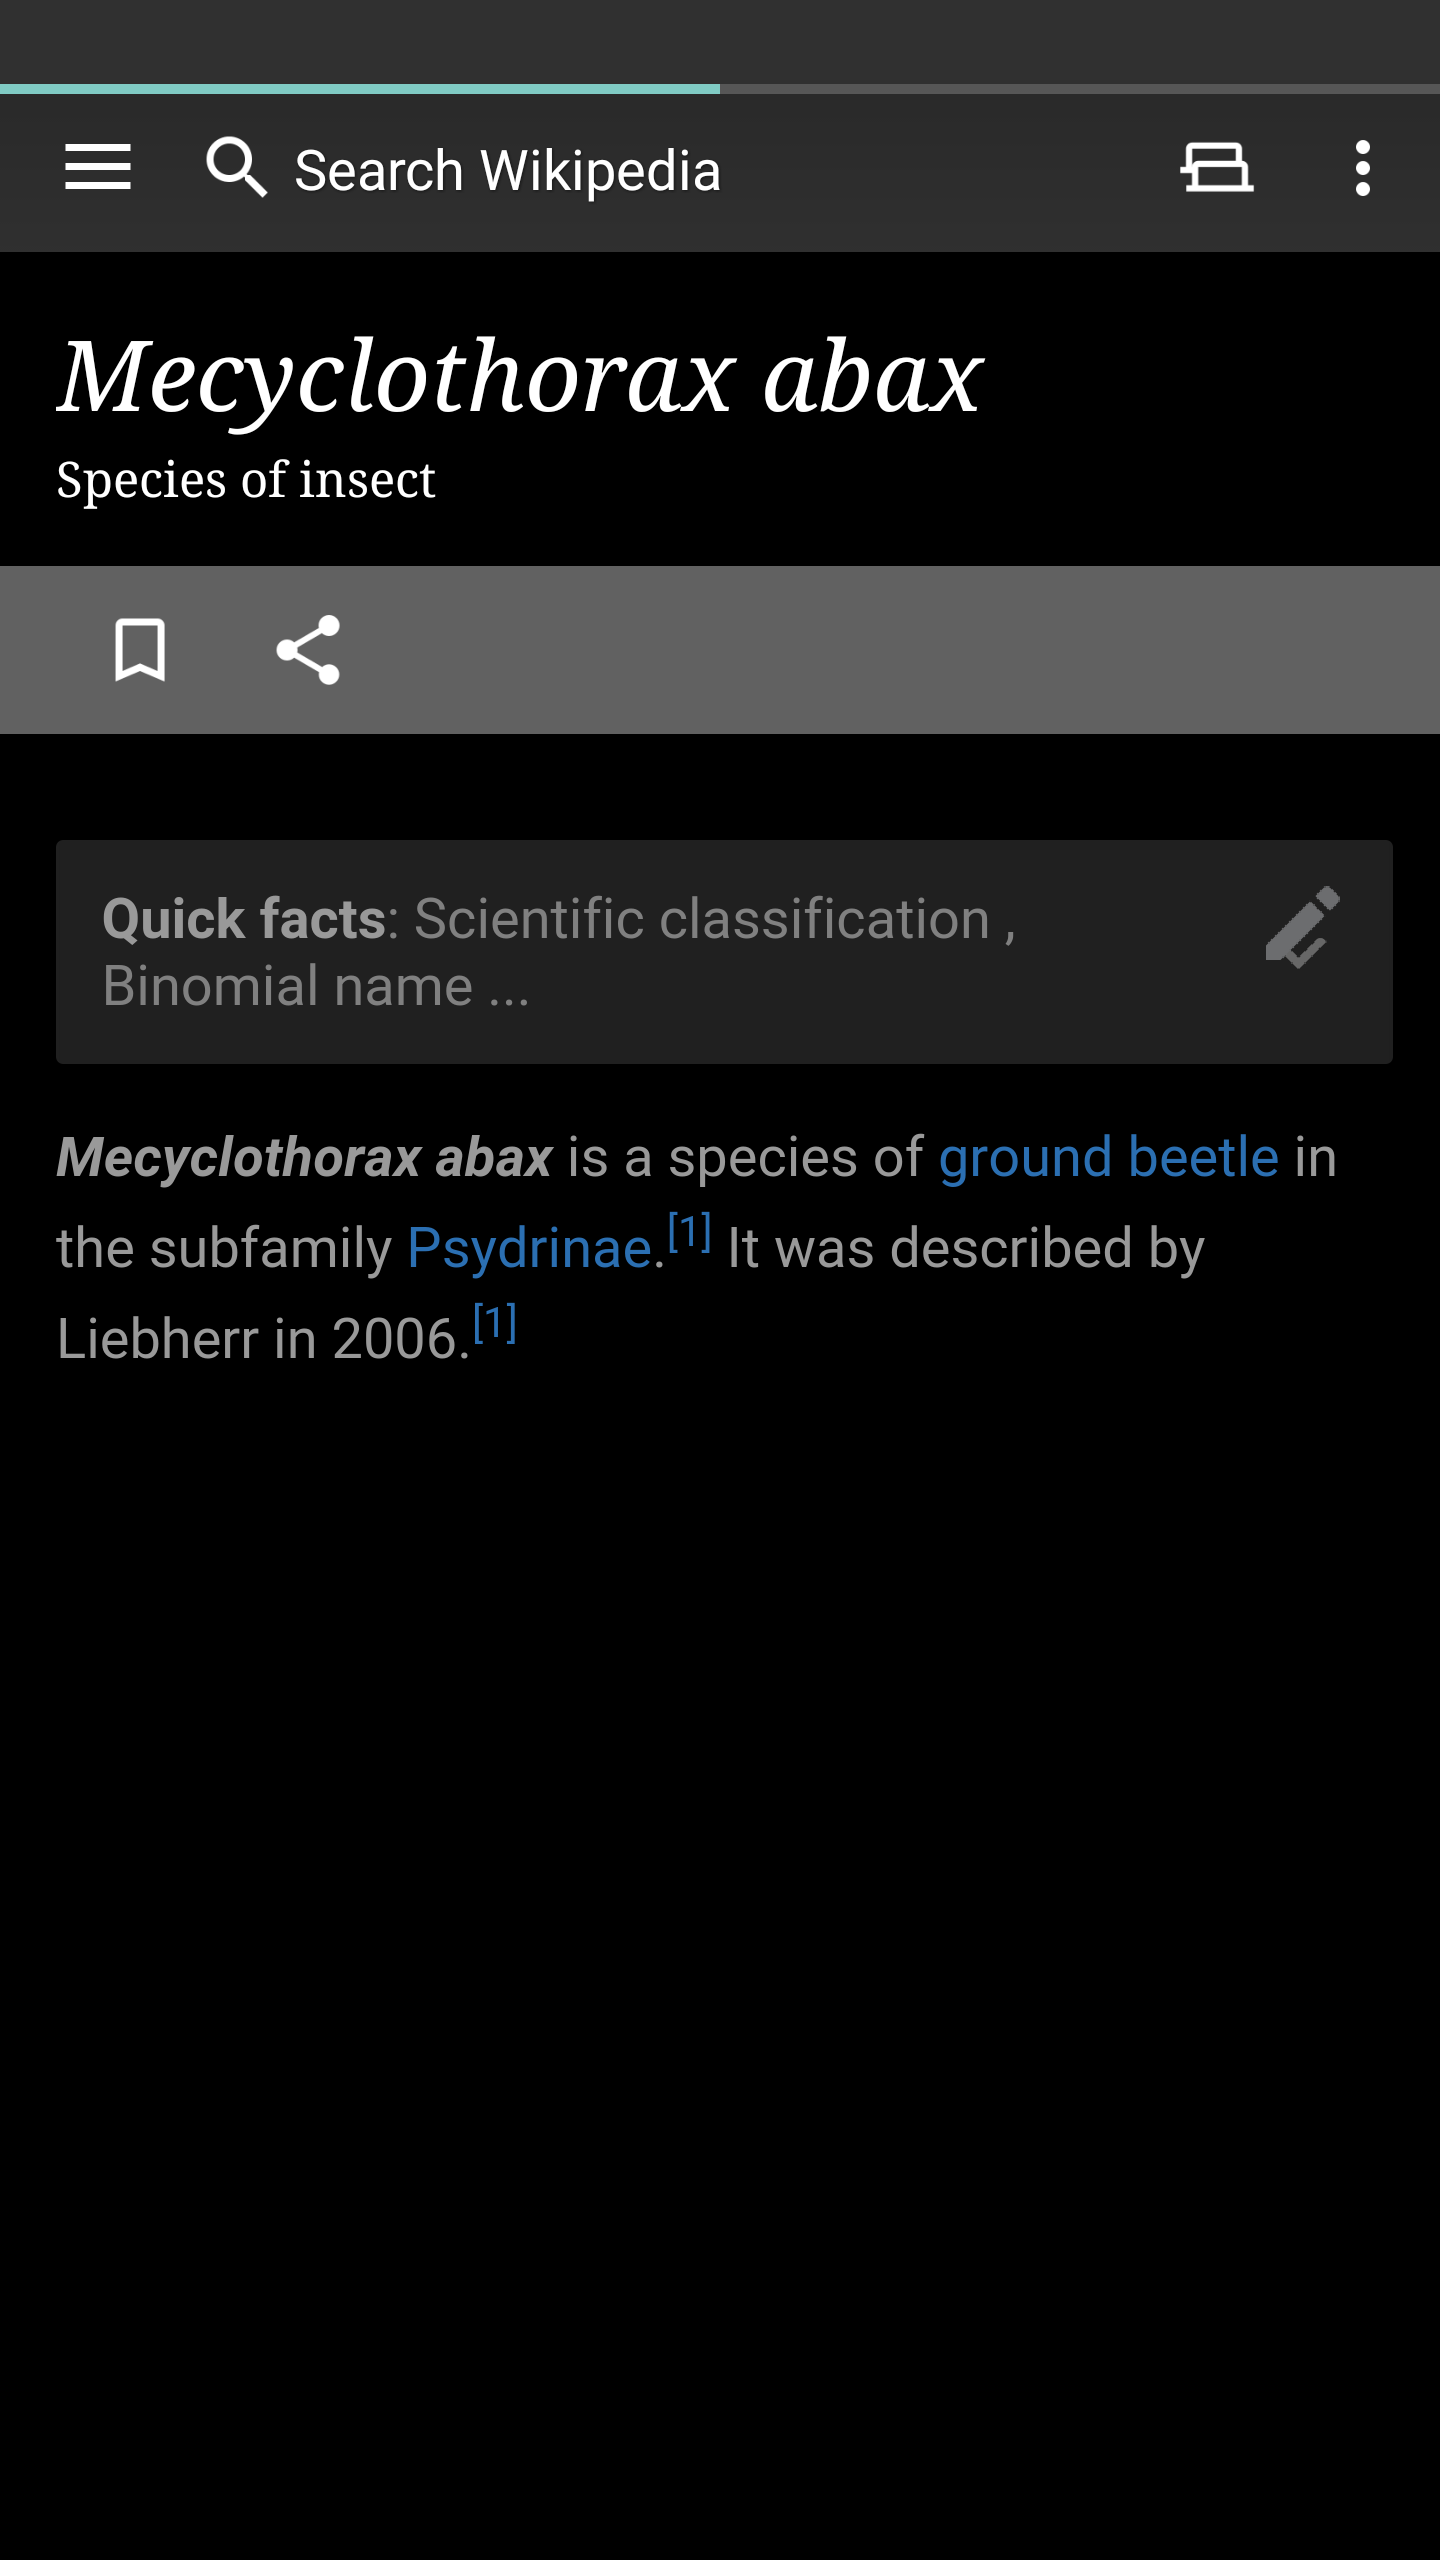 Search Wikipedia
Mecyclothorax abax
Species of insect
Quick facts: Scientific classification ,
Binomial name ...
Mecyclothorax abax is a species of ground beetle in
the subfamily Psydrinae.[1] It was described by
Liebherr in 2006.[1]